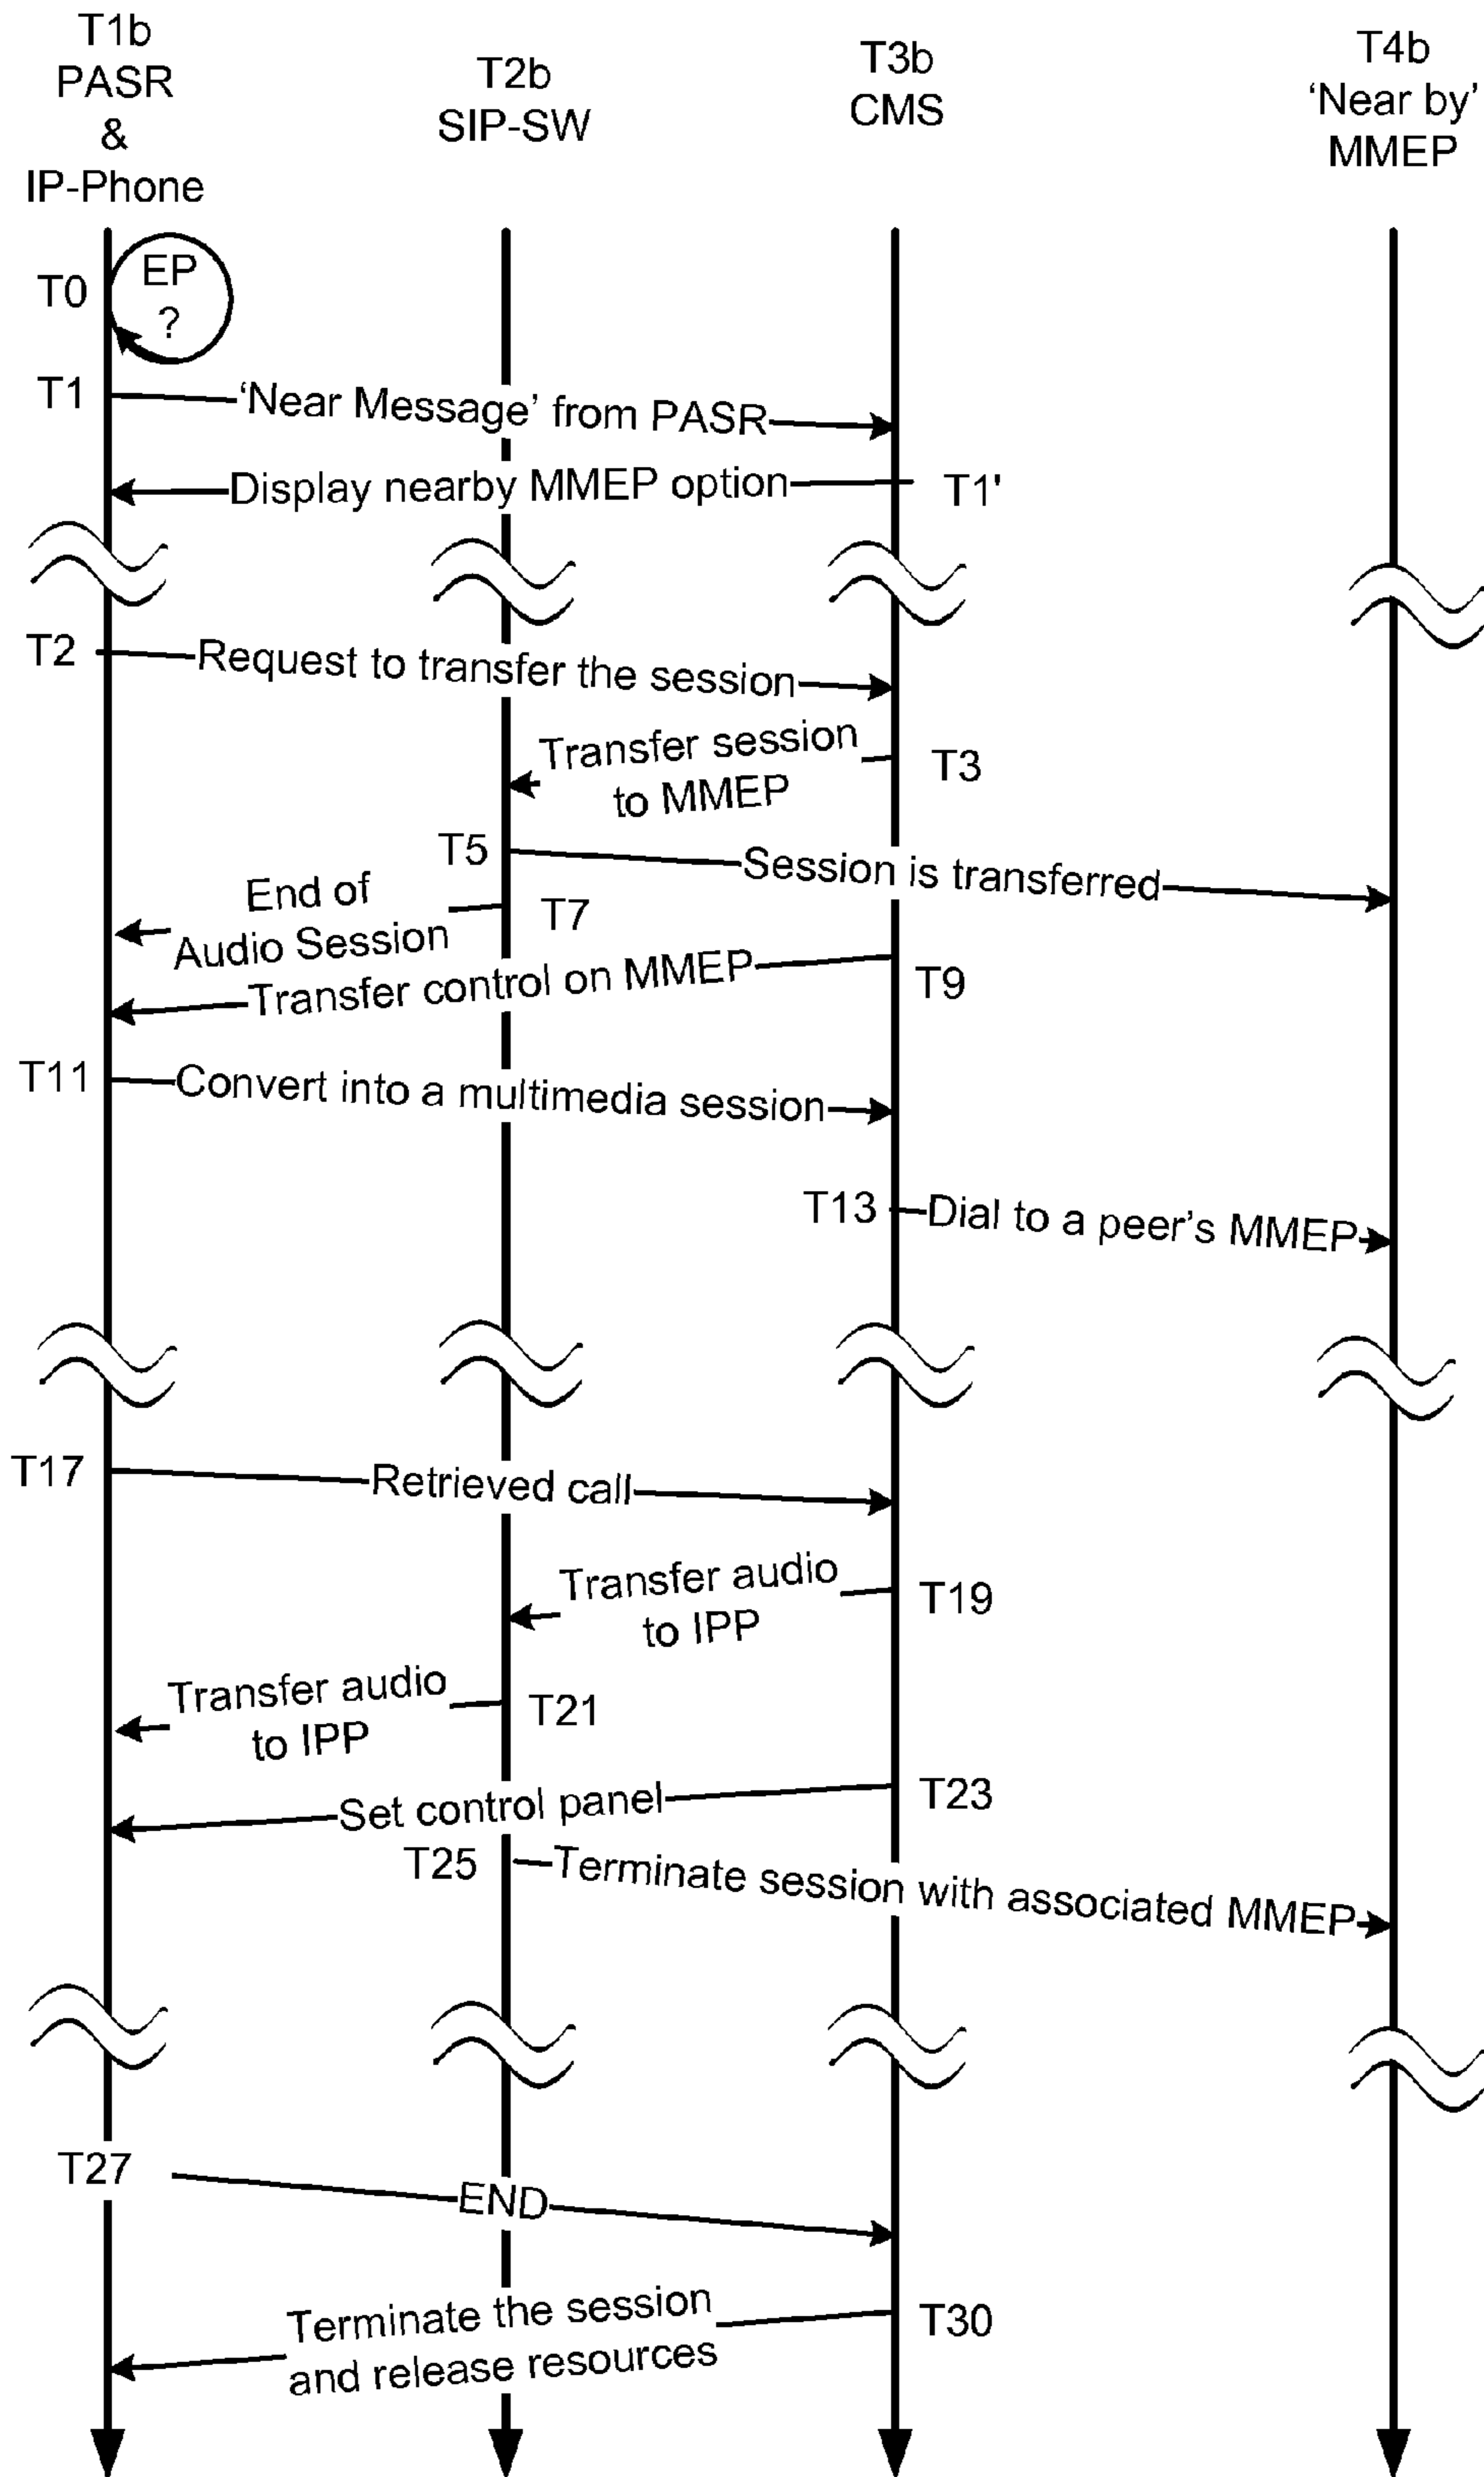 T1b
PASR
&
IP-Phone
T2b
SIP-SW
T3b
CMS
T4b
‘Near by’
MMEP
T0
EP
?
T1
‘Near Message’ from PASR
Display nearby MMEP option
T1'
T2
Request to transfer the session
Transfer session
to MMEP
T3
T5
Session is transferred
End of
Audio Session
T7
Transfer control on MMEP
T9
T11
Convert into a multimedia session
T13
Dial to a peer’s MMEP
T17
Retrieved call
Transfer audio
to IPP
T19
Transfer audio
to IPP
T21
Set control panel
T23
T25
Terminate session with associated MMEP
T27
END
Terminate the session
and release resources
T30